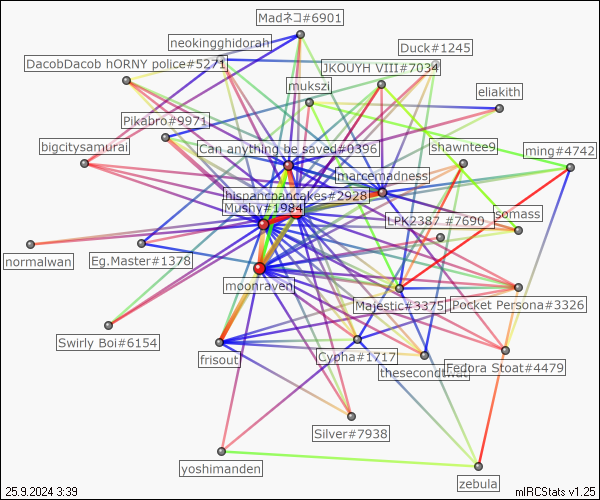 Madネコ#6901
neokingghidorah
Duck#1245
DacobDacob hORNY police#5271
JKOUYH VIII#7034
mukszi
eliakith
Pikabro#9971
bigcitysamurai
Can anything be saved#0396
shawntee9
ming#4742
marcemadness
hispancpancakes#2928
Mushy#1984
LPK2387 #7690
somass
normalwan
Eg.Master#1378
moonraven
Majestic#3375
Pocket Persona#3326
Swirly Boi#6154
frisout
Cypha#1717
Fedora Stoat#4479
Silver#7938
yoshimanden
zebula
25.9.2024 3:39
mIRCStats v1.25